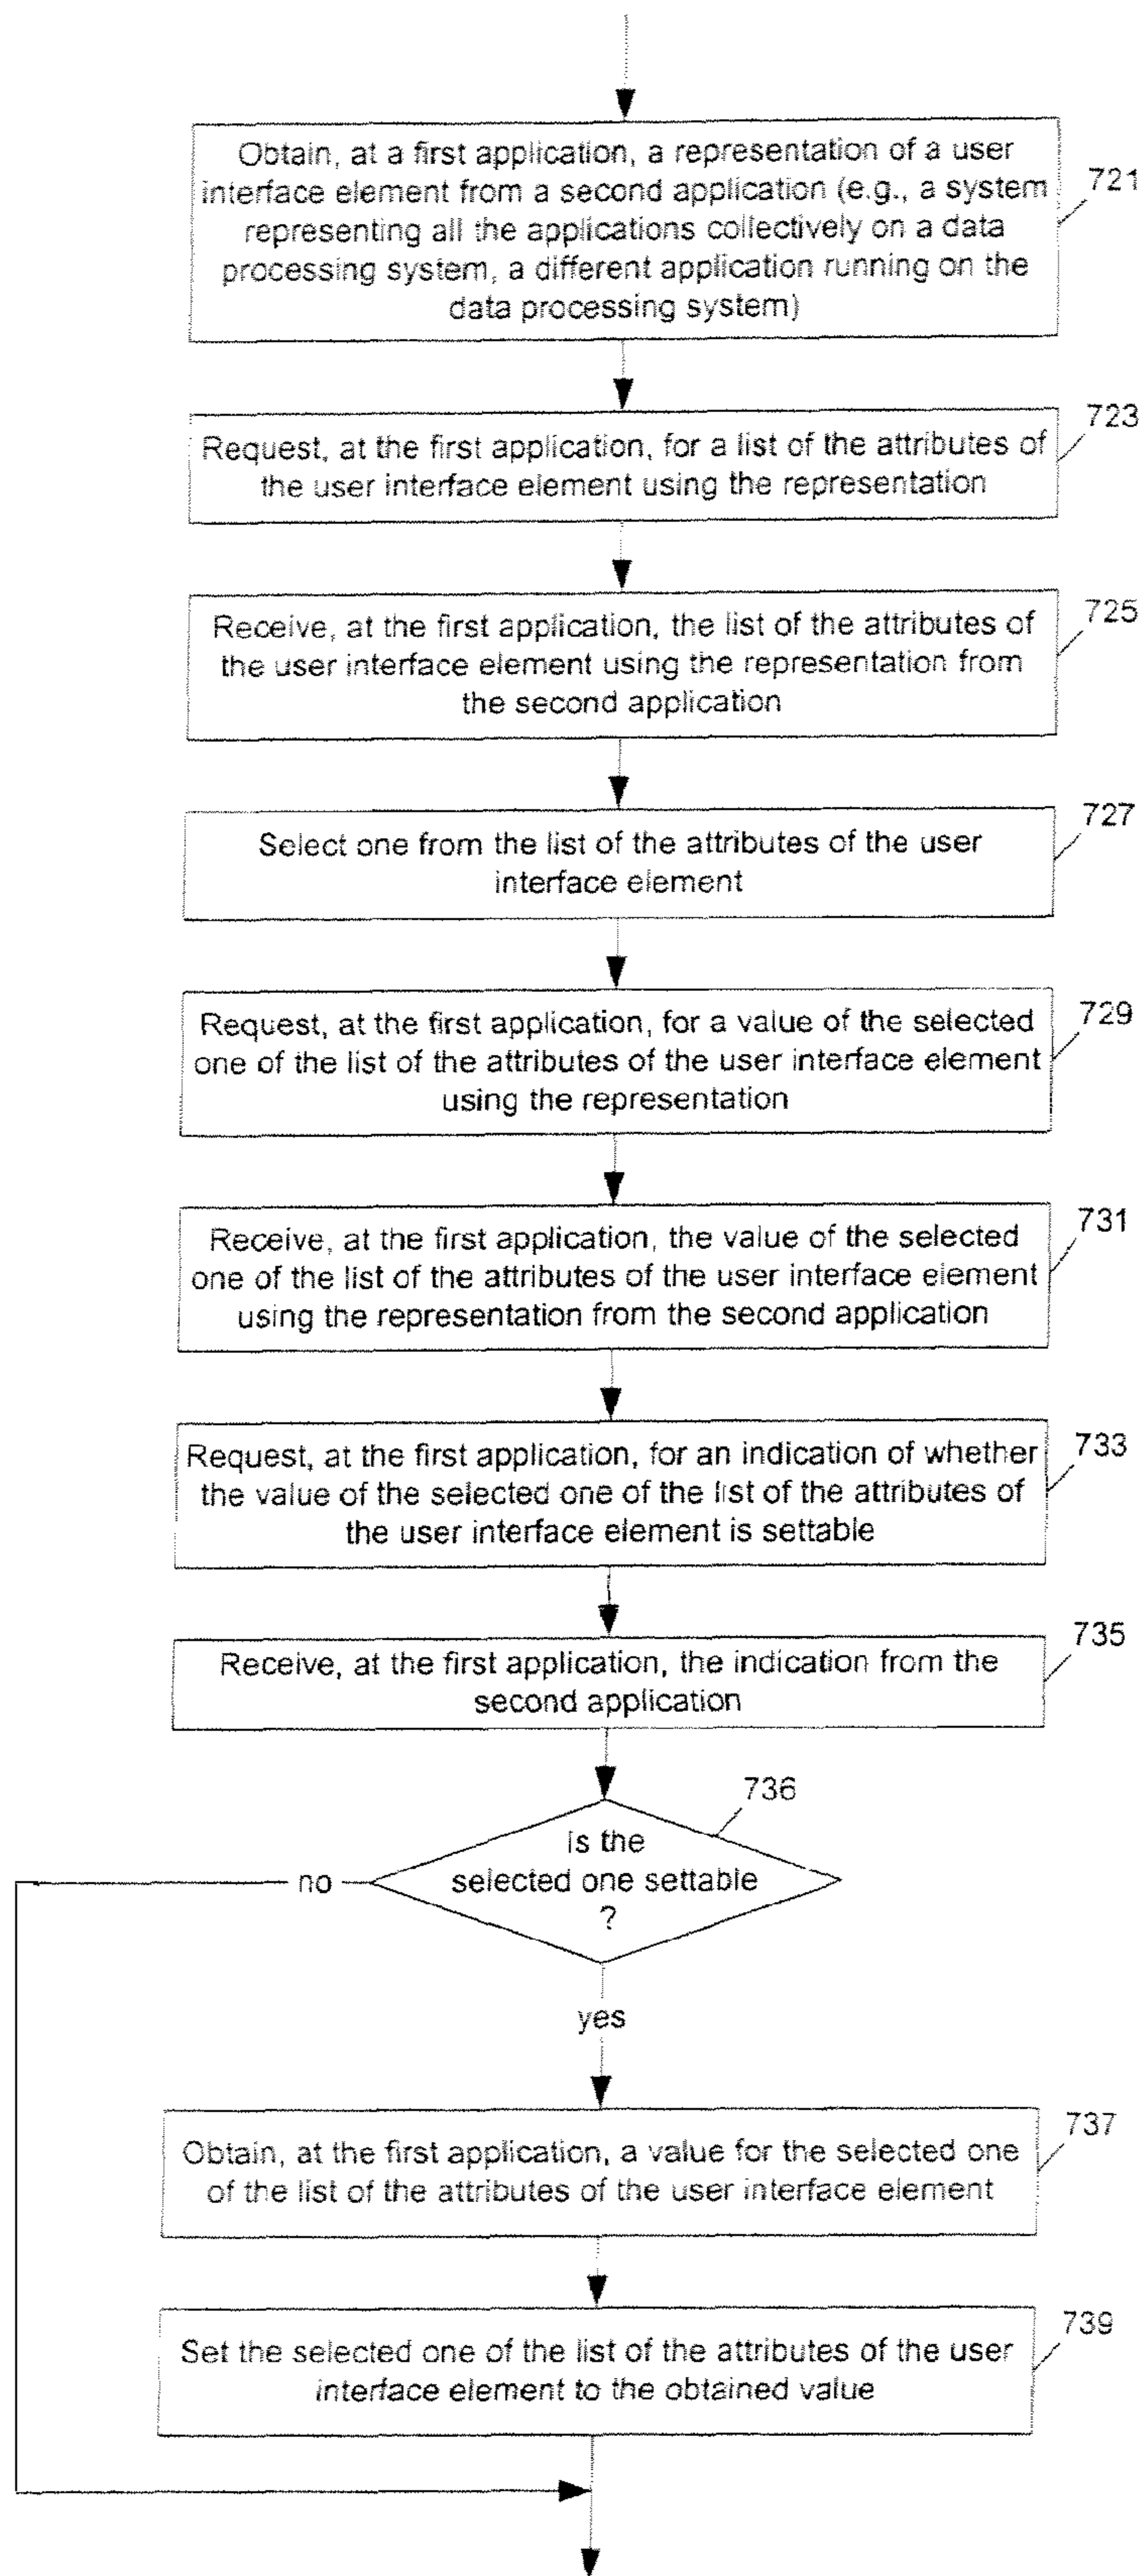 Obtain, at a first application, a representation of a user
interface element from a second application (e.g., a system
representing all the applications collectively on a data
processing system, a different application running on the
data processing system)
721
Request, at the first application, for a list of the attributes of
the user interface element using the representation
723
Receive, at the first application, the list of the attributes of
the user interface element using the representation from
the second application
725
Select one from the list of the attributes of the user
interface element
727
Request, at the first application, for a value of the selected
one of the list of the attributes of the user interface element
using the representation
729
Receive, at the first application, the value of the selected
one of the list of the attributes of the user interface element
using the representation from the second application
731
Request, at the first application, for an indication of whether
the value of the selected one of the list of the attributes of
the user interface element is settable
733
Receive, at the first application, the indication from the
second application
735
736
Is the
selected one settable
?
no
yes
Obtain, at the first application, a value for the selected one
of the list of the attributes of the user interface element
737
Set the selected one of the list of the attributes of the user
interface element to the obtained value
739